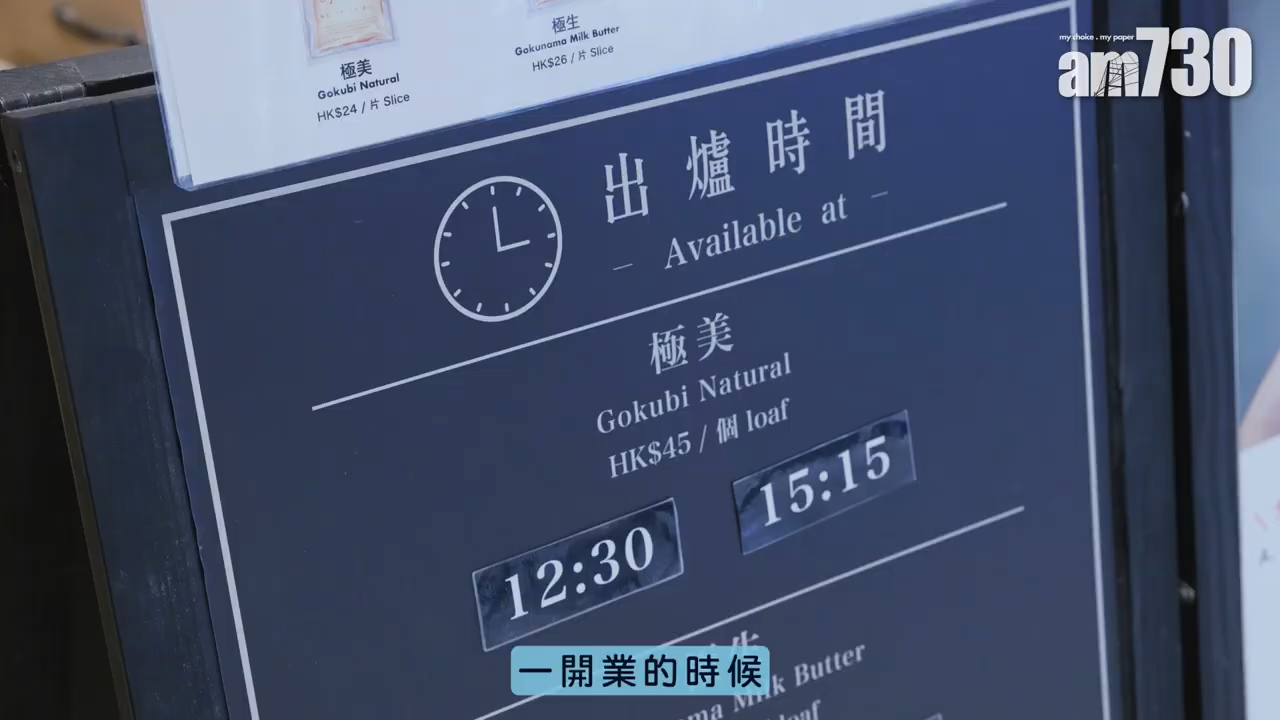 極美
Gokubi Natural
HK$24 / 片 Slice
極生
Gokunama Milk Butter
HK$26 / 片 Slice
my choice . my paper
am730
出爐時間
– Available at –
極美
Gokubi Natural
HK$45 / 個 loaf
12:30
15:15
Milk Butter
loaf
一開業的時候